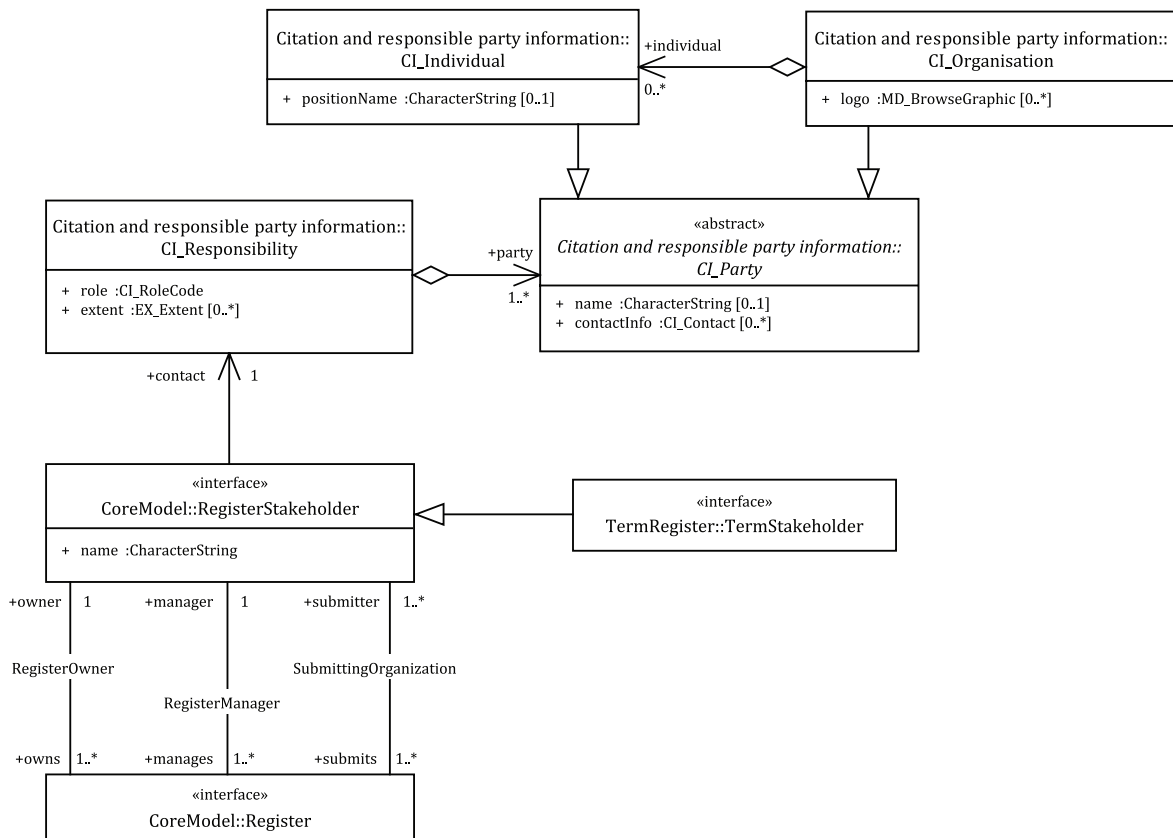 Citation and responsible party information::
CI_Individual
+ positionName :CharacterString [0..1]
+individual
0..*
Citation and responsible party information::
CI_Organisation
+ logo :MD_BrowseGraphic [0..*]
Citation and responsible party information::
CI_Responsibility
+ role :CI_RoleCode
+ extent :EX_Extent [0..*]
+party
1..*
«abstract»
Citation and responsible party information::
CI_Party
+ name :CharacterString [0..1]
+ contactInfo :CI_Contact [0..*]
+contact 1
«interface»
CoreModel::RegisterStakeholder
+ name :CharacterString
«interface»
TermRegister::TermStakeholder
+owner 1 +manager 1 +submitter 1..*
RegisterOwner SubmittingOrganization
RegisterManager
+owns 1..* +manages 1..* +submits 1..*
«interface»
CoreModel::Register